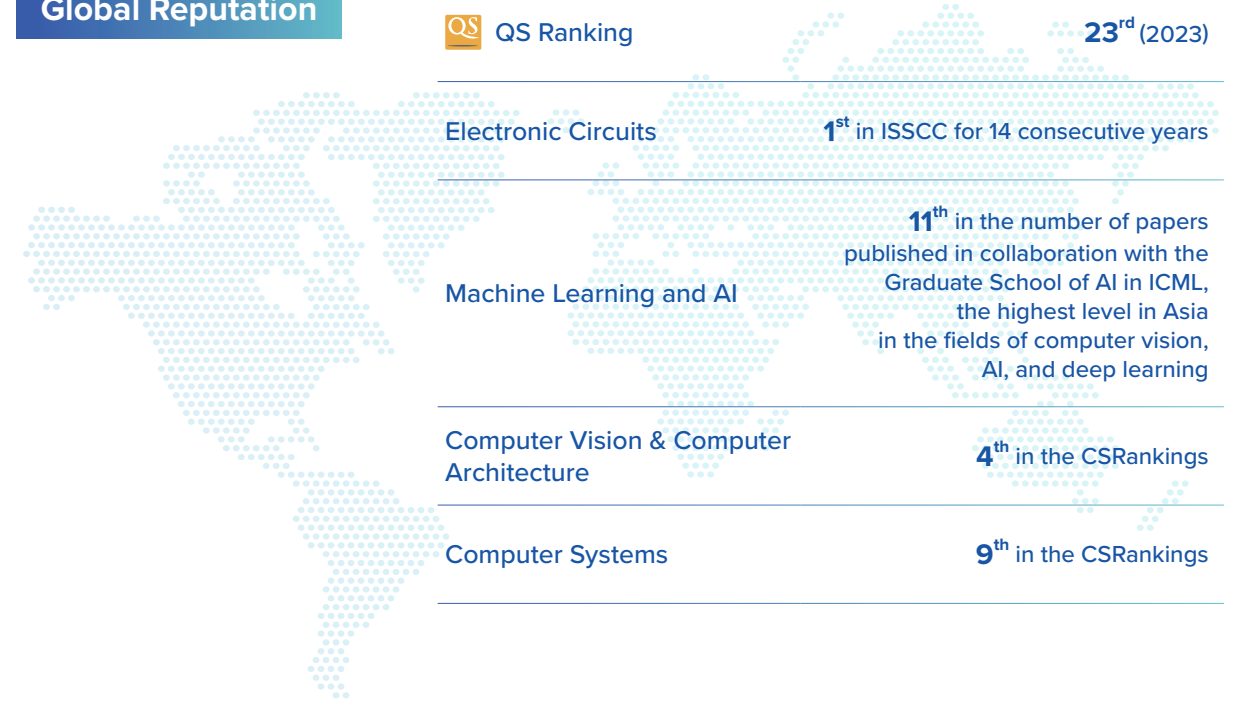 Global Reputation
QS QS Ranking 23rd (2023)
Electronic Circuits 1st in ISSCC for 14 consecutive years
Machine Learning and AI
11th in the number of papers
published in collaboration with the
Graduate School of AI in ICML,
the highest level in Asia
in the fields of computer vision,
AI, and deep learning
Computer Vision & Computer
Architecture
4th in the CSRankings
Computer Systems 9th in the CSRankings